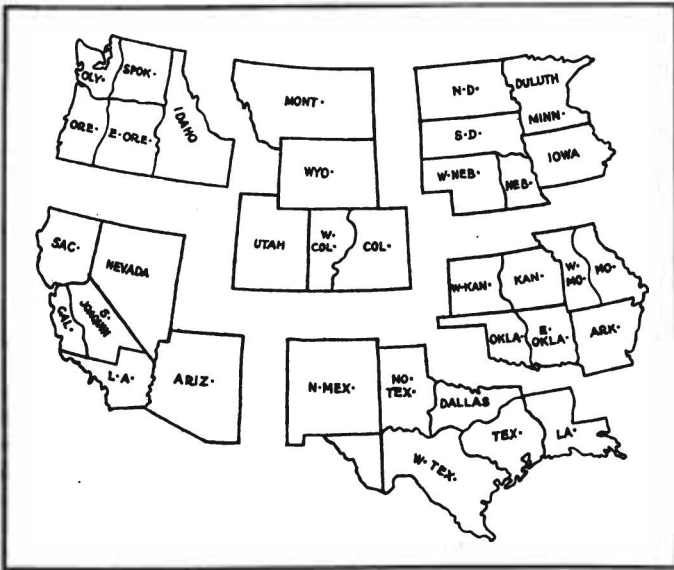 OLY·
SPOK·
ORE·
E·ORE·
IDAHO
MONT·
WYO·
UTAH
W·
COL·
COL·
N·D·
DULUTH
MINN·
S·D·
W·NEB·
NEB·
IOWA
SAC·
NEVADA
CAL·
S·
JOAQUIN
L·A·
ARIZ·
W·KAN·
KAN·
W·
MO·
MO·
OKLA·
E·
OKLA·
ARK·
N·MEX·
NO·
TEX·
DALLAS
TEX·
W·TEX·
LA·